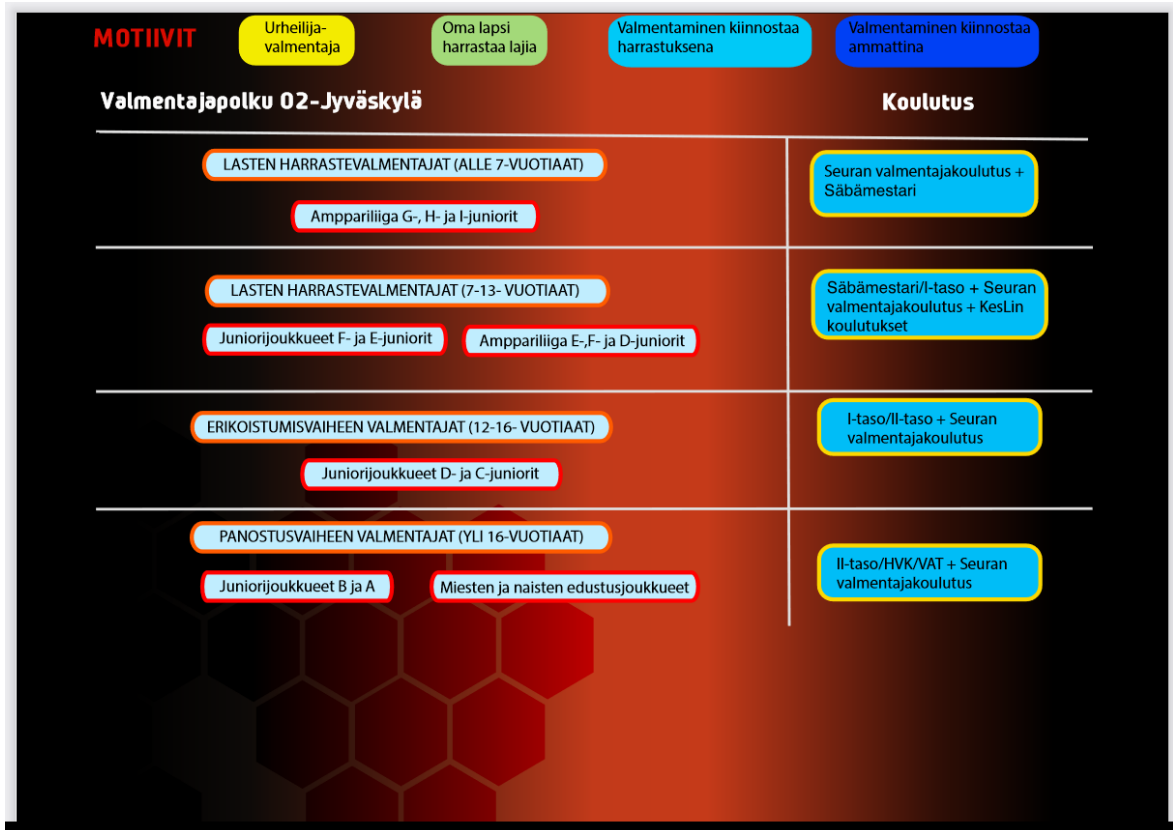 MOTIIVIT
Urheilija-
valmentaja
Oma lapsi
harrastaa lajia
Valmentaminen kiinnostaa
harrastuksena
Valmentaminen kiinnostaa
ammattina
Valmentajapolku O2-Jyväskylä
Koulutus
LASTEN HARRASTEVALMENTAJAT (ALLE 7-VUOTIAAT)
Amppariliiga G-, H- ja I-juniorit
Seuran valmentajakoulutus +
Säbämestari
LASTEN HARRASTEVALMENTAJAT (7-13- VUOTIAAT)
Juniorijoukkueet F- ja E-juniorit
Amppariliiga E-,F- ja D-juniorit
Säbämestari/I-taso + Seuran
valmentajakoulutus + KesLin
koulutukset
ERIKOISTUMISVAIHEEN VALMENTAJAT (12-16- VUOTIAAT)
Juniorijoukkueet D- ja C-juniorit
I-taso/II-taso + Seuran
valmentajakoulutus
PANOSTUSVAIHEEN VALMENTAJAT (YLI 16-VUOTIAAT)
Juniorijoukkueet B ja A
Miesten ja naisten edustusjoukkueet
II-taso/HVK/VAT + Seuran
valmentajakoulutus